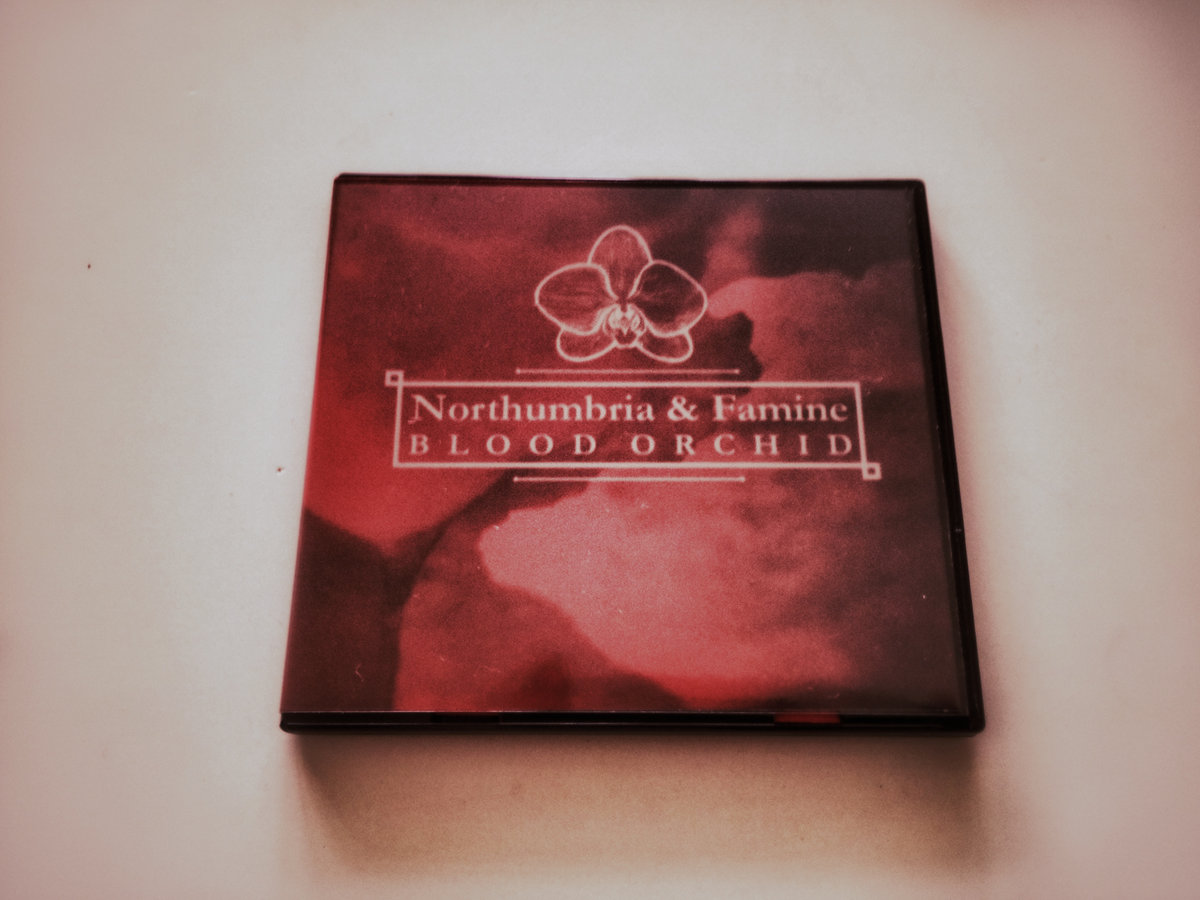 Northumbria & Famine
BLOOD ORCHID